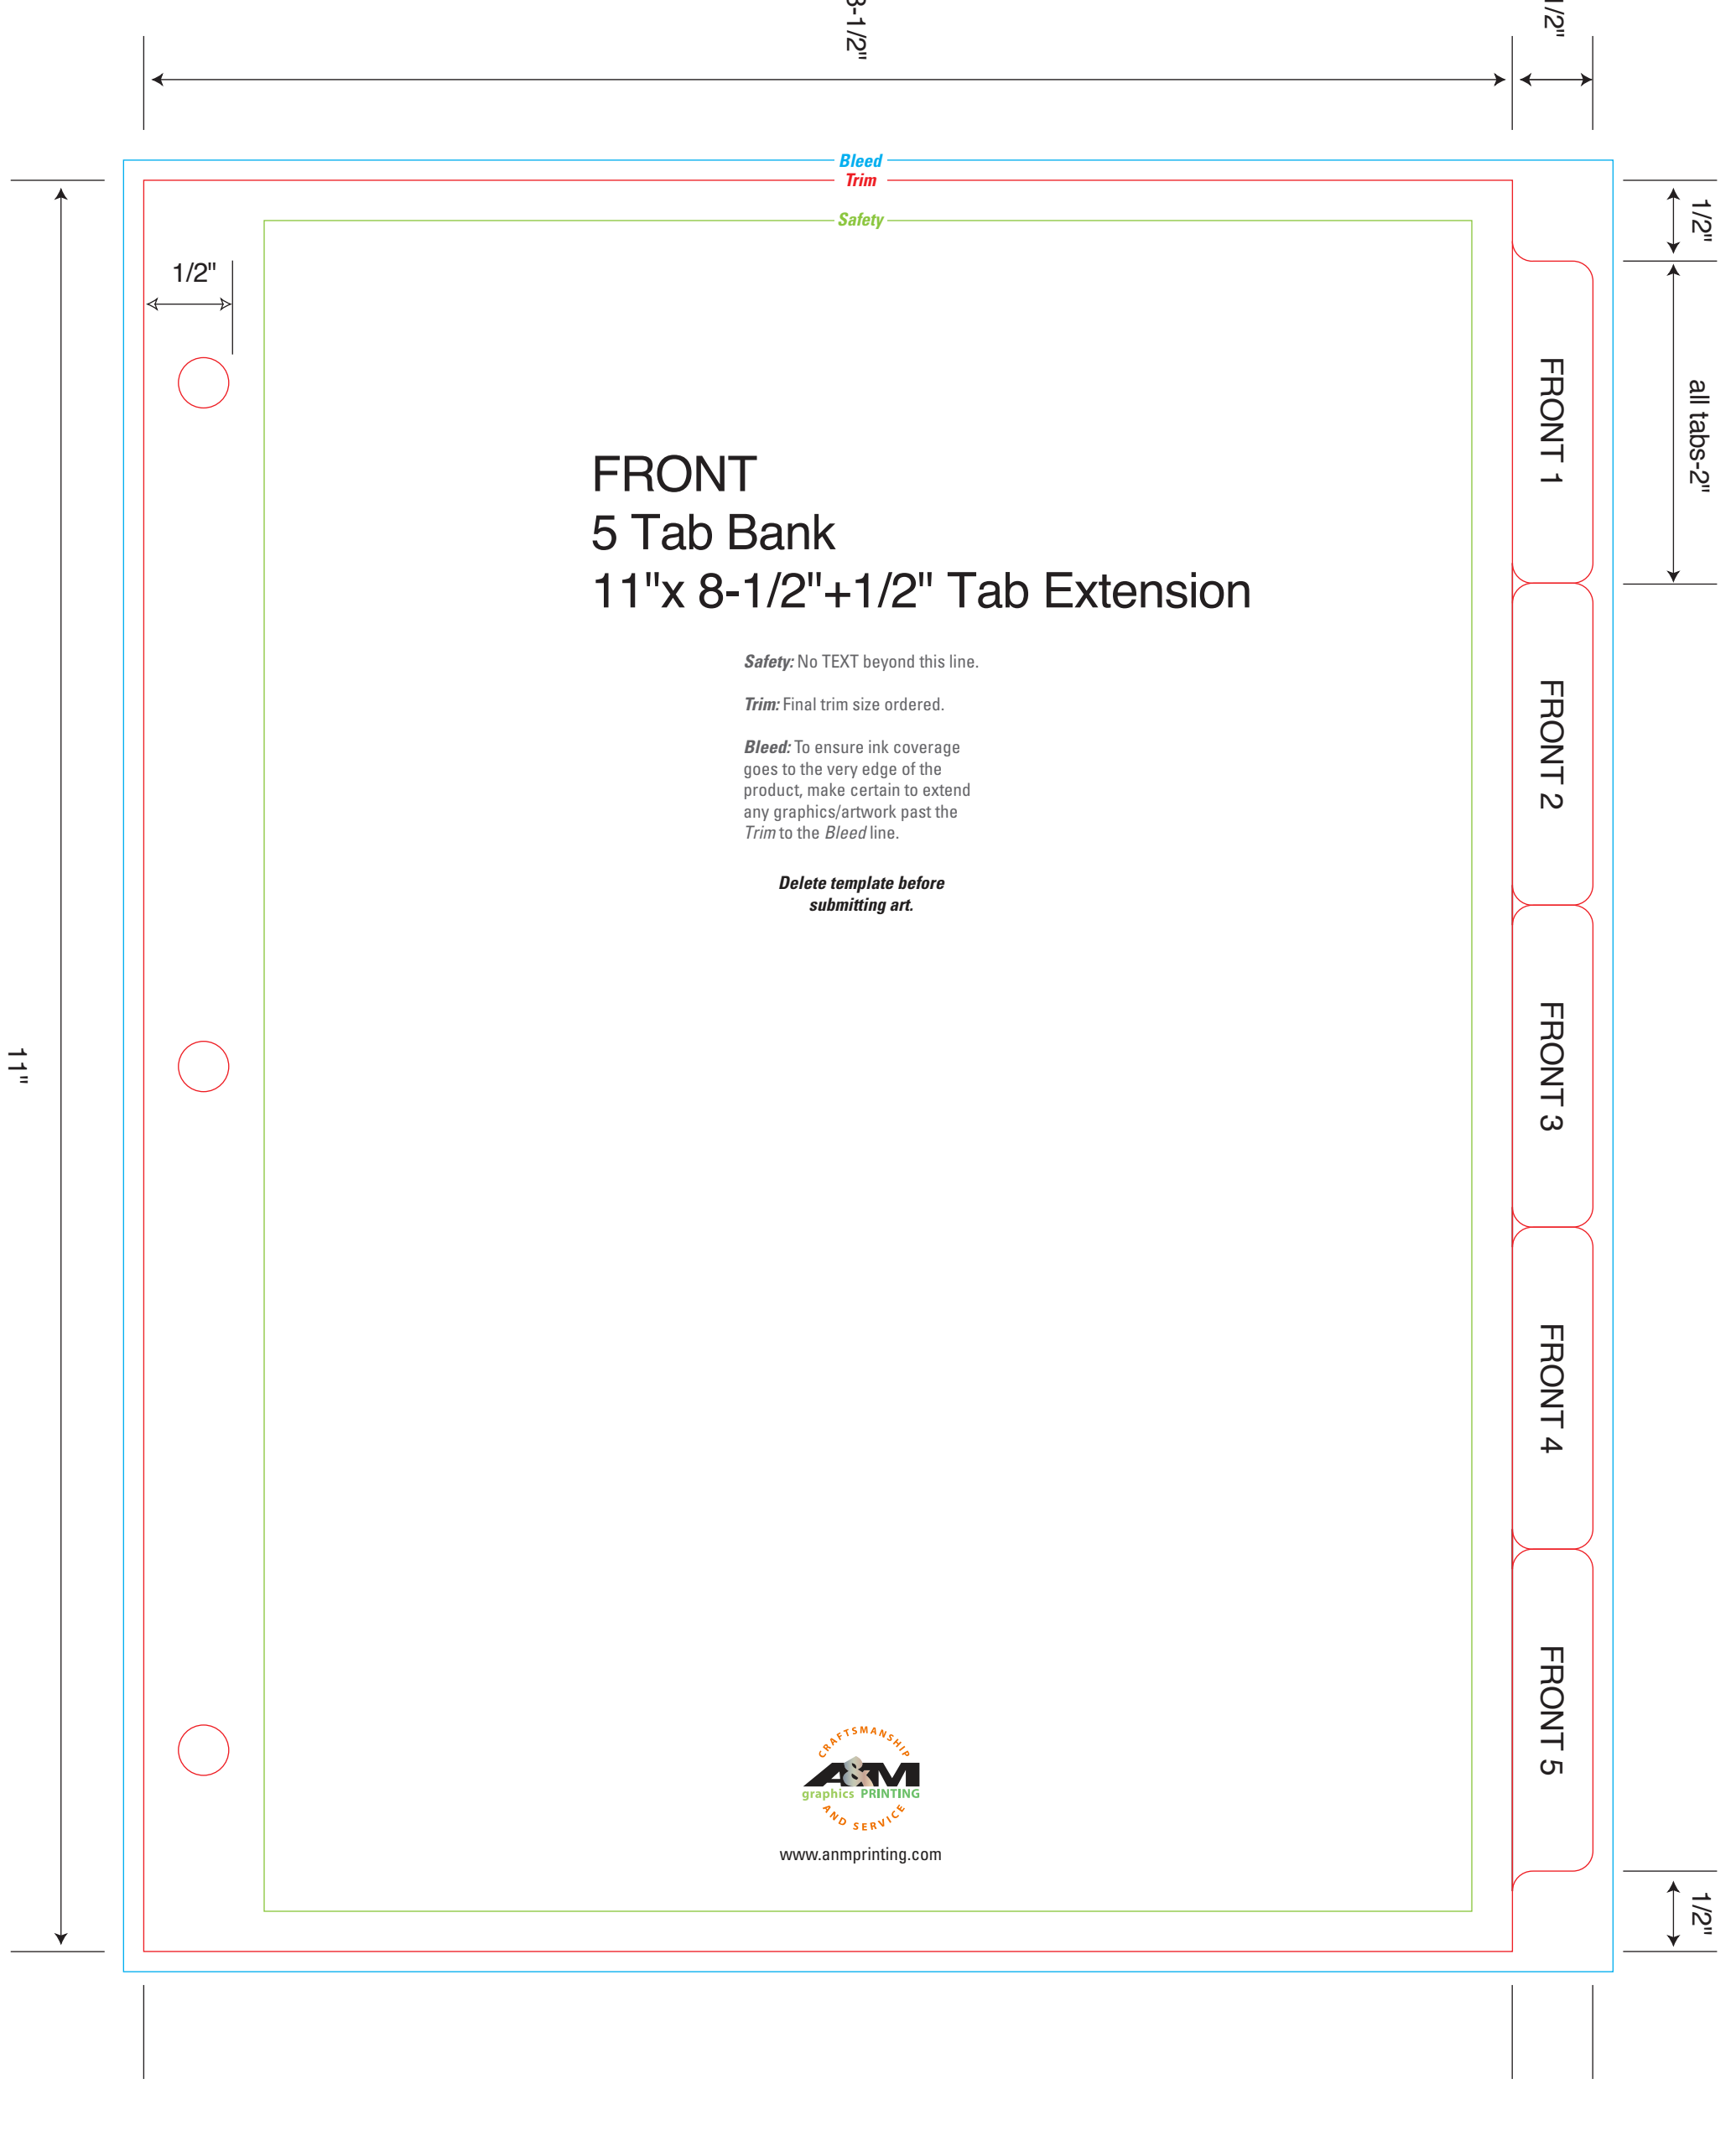 1/2"
Bleed
Trim
Safety
1/2"
1/2"
all tabs-2"
FRONT 1
FRONT
5 Tab Bank
11"x 8-1/2"+1/2" Tab Extension
Safety: No TEXT beyond this line.
Trim: Final trim size ordered.
Bleed: To ensure ink coverage
goes to the very edge of the
product, make certain to extend
any graphics/artwork past the
Trim to the Bleed line.
Delete template before
submitting art.
FRONT 2
11"
FRONT 3
FRONT 4
FRONT 5
CRAFTSMANSHIP
A&M
graphics PRINTING
AND SERVICE
www.anmprinting.com
1/2"